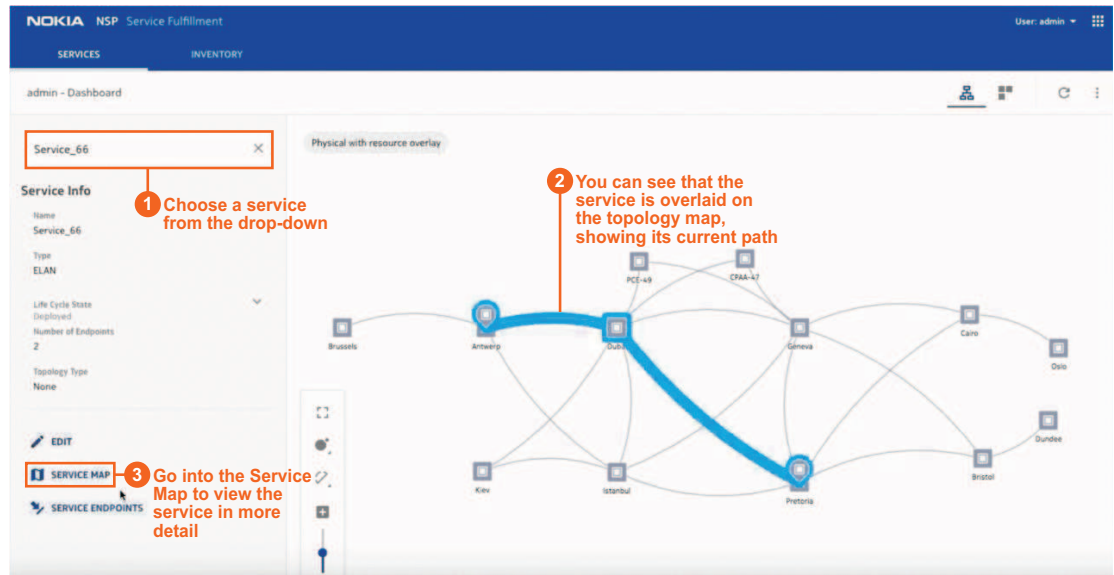 NOKIA NSP Service Fulfillment
User: admin
SERVICES INVENTORY
admin - Dashboard
Service_66
Physical with resource overlay
Service Info
1 Choose a service
from the drop-down
Name
Service_66
Type
ELAN
Life Cycle State
Deployed
Number of Endpoints
2
Topology Type
None
EDIT
SERVICE MAP
SERVICE ENDPOINTS
3 Go into the Service
Map to view the
service in more
detail
2 You can see that the
service is overlaid on
the topology map,
showing its current path
PCE-49
CPAA-47
Brussels
Antwerp
Dubai
Geneva
Cairo
Oslo
Dundee
Kiev
Istanbul
Pretoria
Bristol